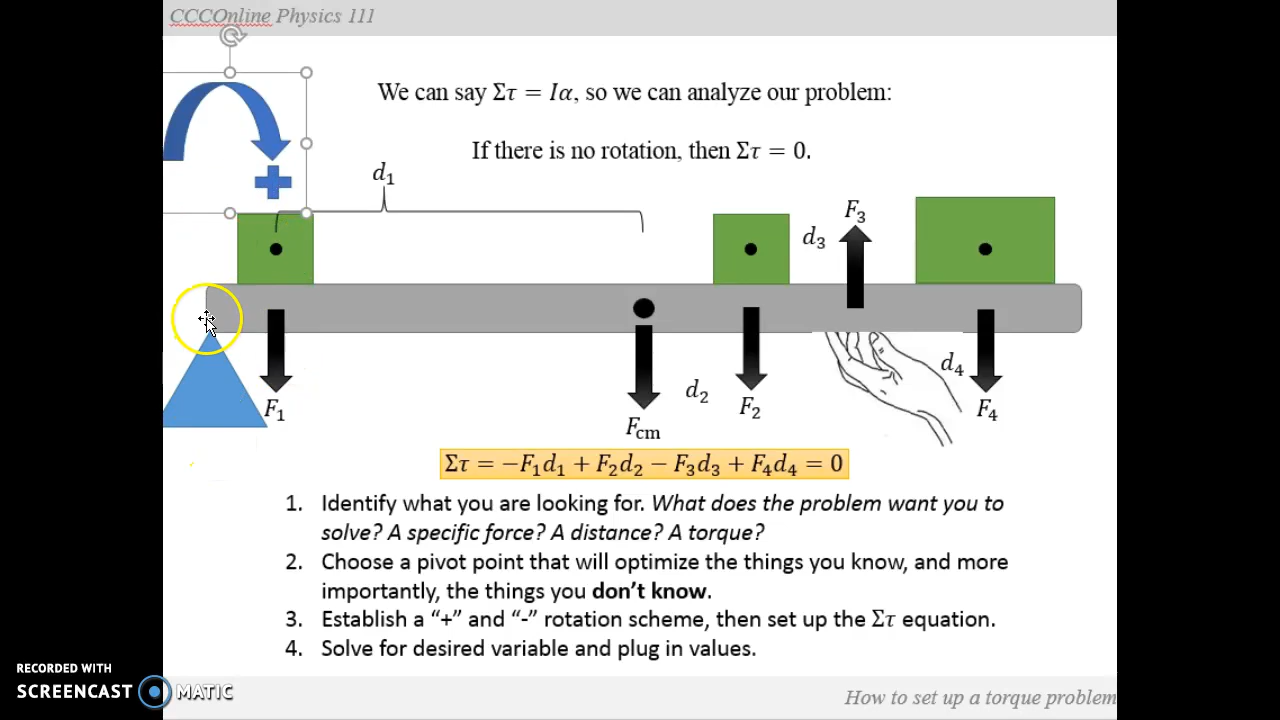 CCCOnline Physics 111
We can say Στ = Iα, so we can analyze our problem:
If there is no rotation, then Στ = 0.
d₁
F₃
d₃
d₄
d₂
F₁
F₂
F₄
Fcm
Στ = −F₁d₁ + F₂d₂ − F₃d₃ + F₄d₄ = 0
1. Identify what you are looking for. What does the problem want you to
solve? A specific force? A distance? A torque?
2. Choose a pivot point that will optimize the things you know, and more
importantly, the things you don't know.
3. Establish a “+” and “-” rotation scheme, then set up the Στ equation.
4. Solve for desired variable and plug in values.
RECORDED WITH
SCREENCAST MATIC
How to set up a torque problem